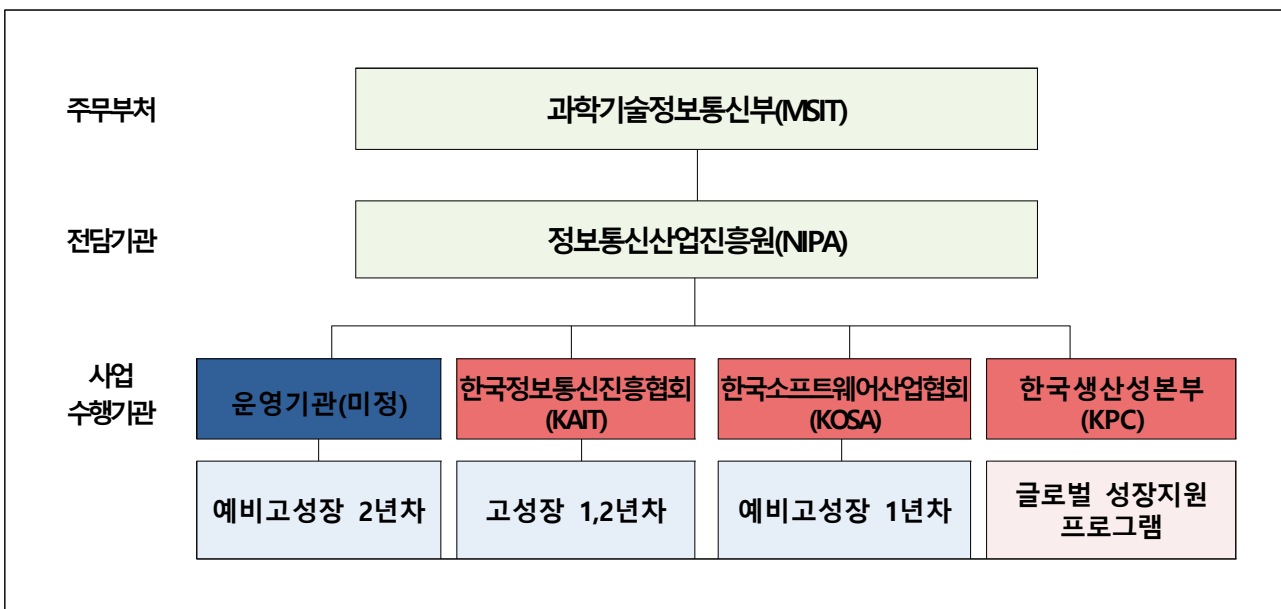 주무부처
과학기술정보통신부(MSIT)
전담기관
정보통신산업진흥원(NIPA)
사업
수행기관
운영기관(미정)
한국정보통신진흥협회
(KAIT)
한국소프트웨어산업협회
(KOSA)
한국생산성본부
(KPC)
예비고성장 2년차
고성장 1,2년차
예비고성장 1년차
글로벌 성장지원
프로그램